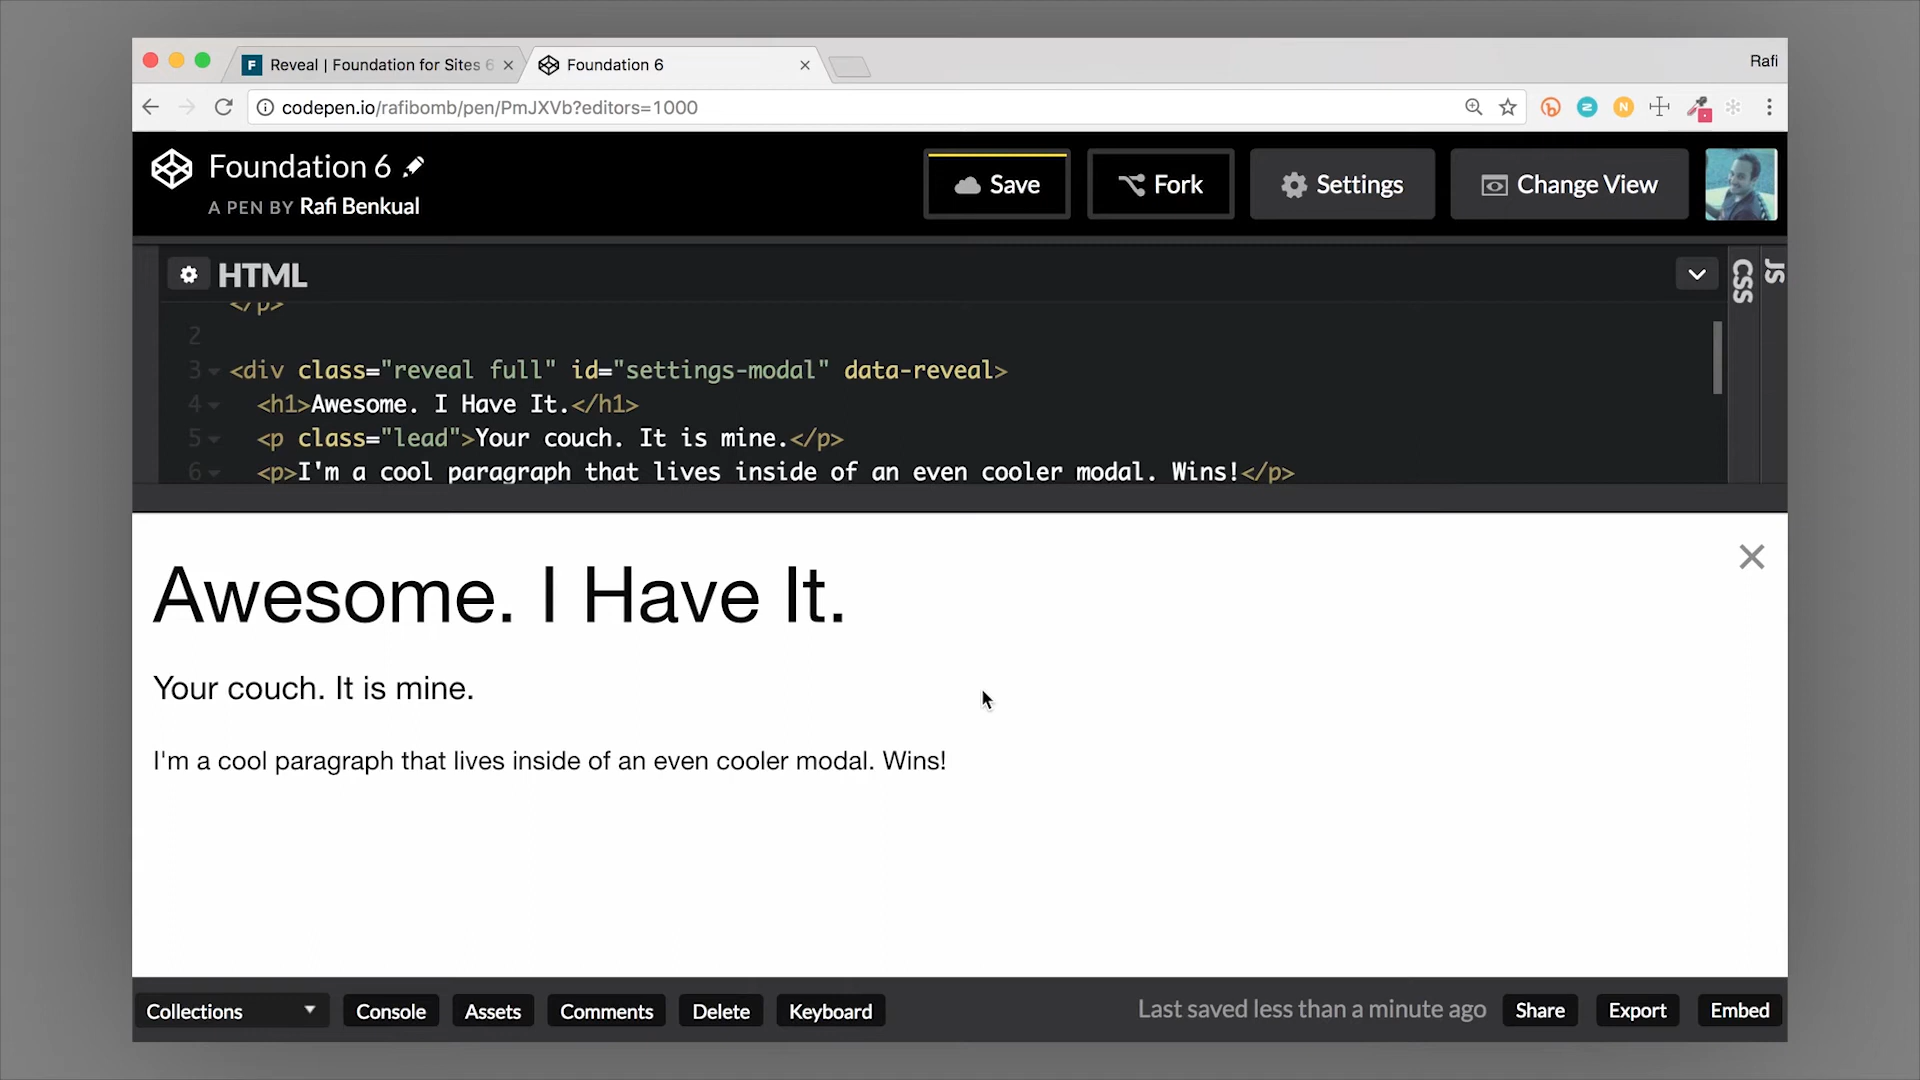 Reveal | Foundation for Sites 6
Foundation 6
Rafi
codepen.io/rafibomb/pen/PmJXVb?editors=1000
Foundation 6
A PEN BY Rafi Benkual
Save
Fork
Settings
Change View
HTML
CSS
JS
</p>
2
3 <div class="reveal full" id="settings-modal" data-reveal>
4 <h1>Awesome. I Have It.</h1>
5 <p class="lead">Your couch. It is mine.</p>
6 <p>I'm a cool paragraph that lives inside of an even cooler modal. Wins!</p>
Awesome. I Have It.
Your couch. It is mine.
I'm a cool paragraph that lives inside of an even cooler modal. Wins!
Collections
Console
Assets
Comments
Delete
Keyboard
Last saved less than a minute ago
Share
Export
Embed